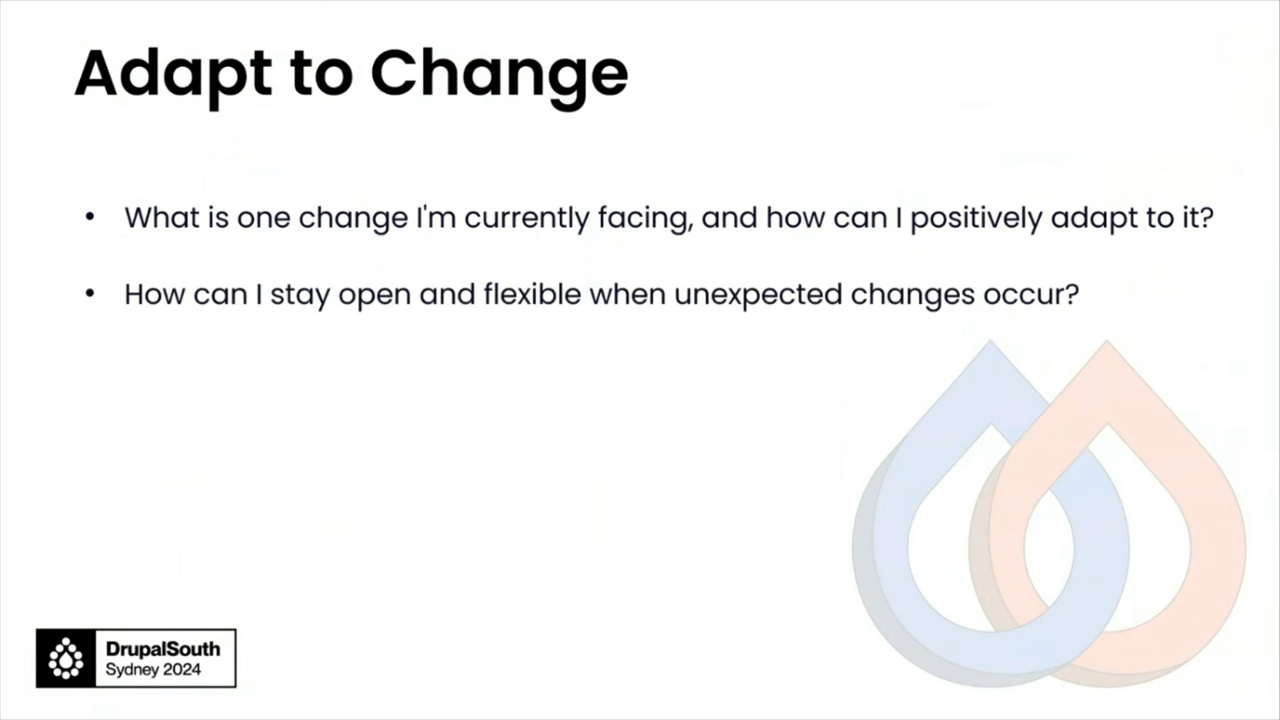 Adapt to Change
• What is one change I'm currently facing, and how can I positively adapt to it?
• How can I stay open and flexible when unexpected changes occur?
DrupalSouth
Sydney 2024